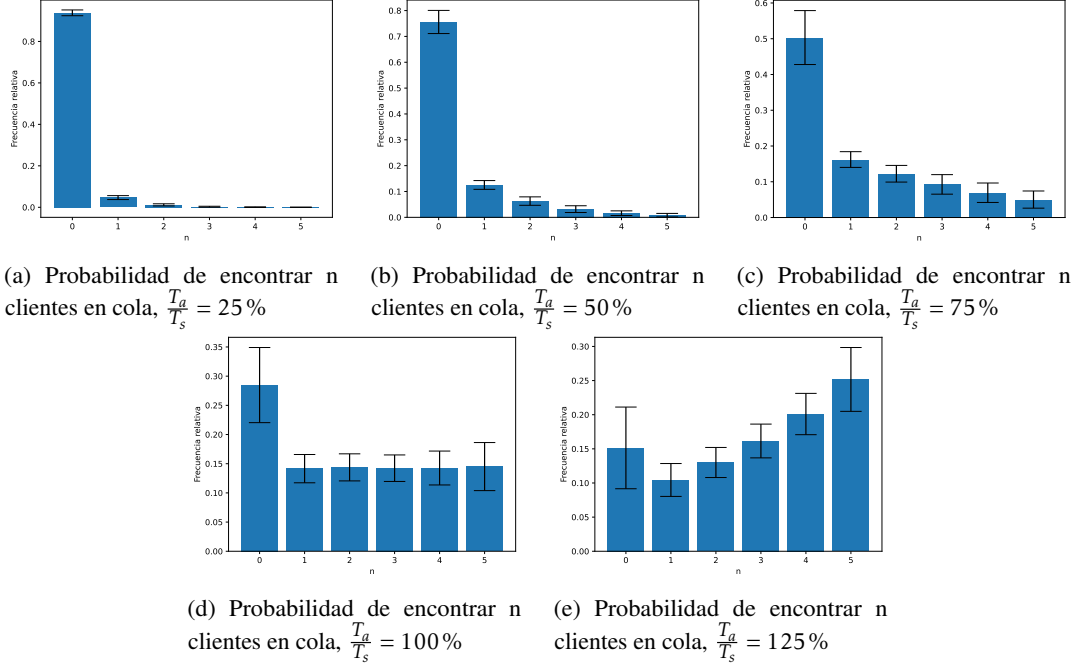 0.8
0.6
0.4
0.2
0.0
Frecuencia relativa
0 1 2 3 4 5
n
(a) Probabilidad de encontrar n
clientes en cola, Ta/Ts = 25 %
0.8
0.7
0.6
0.5
0.4
0.3
0.2
0.1
0.0
Frecuencia relativa
0 1 2 3 4 5
n
(b) Probabilidad de encontrar n
clientes en cola, Ta/Ts = 50 %
0.6
0.5
0.4
0.3
0.2
0.1
0.0
Frecuencia relativa
0 1 2 3 4 5
n
(c) Probabilidad de encontrar n
clientes en cola, Ta/Ts = 75 %
0.35
0.30
0.25
0.20
0.15
0.10
0.05
0.00
Frecuencia relativa
0 1 2 3 4 5
n
(d) Probabilidad de encontrar n
clientes en cola, Ta/Ts = 100 %
0.30
0.25
0.20
0.15
0.10
0.05
0.00
Frecuencia relativa
0 1 2 3 4 5
n
(e) Probabilidad de encontrar n
clientes en cola, Ta/Ts = 125 %